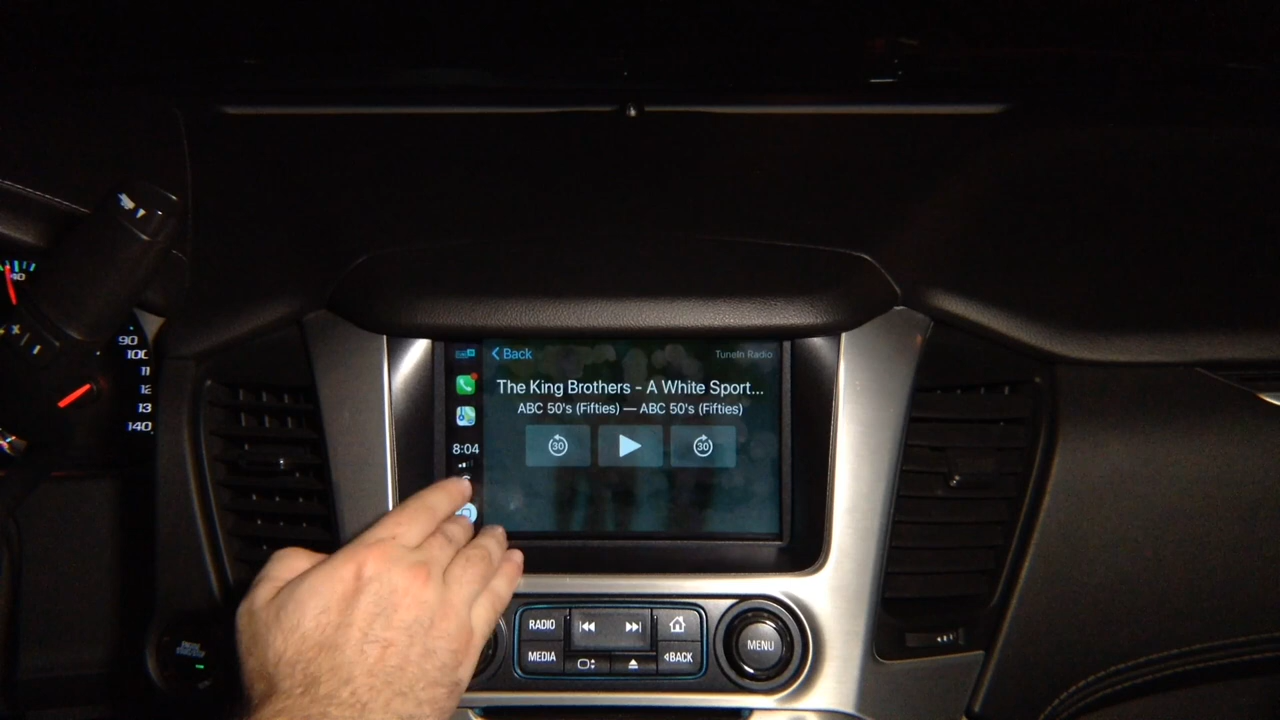 Back
TuneIn Radio
The King Brothers - A White Sport...
ABC 50's (Fifties) — ABC 50's (Fifties)
8:04
30
30
RADIO
MEDIA
BACK
MENU
40
90
100
11
12
13
140
ENGINE